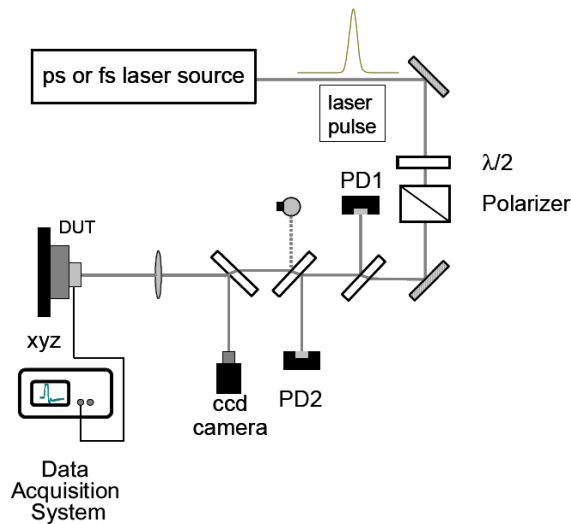 ps or fs laser source
laser
pulse
λ/2
Polarizer
PD1
DUT
xyz
ccd
camera
PD2
Data
Acquisition
System